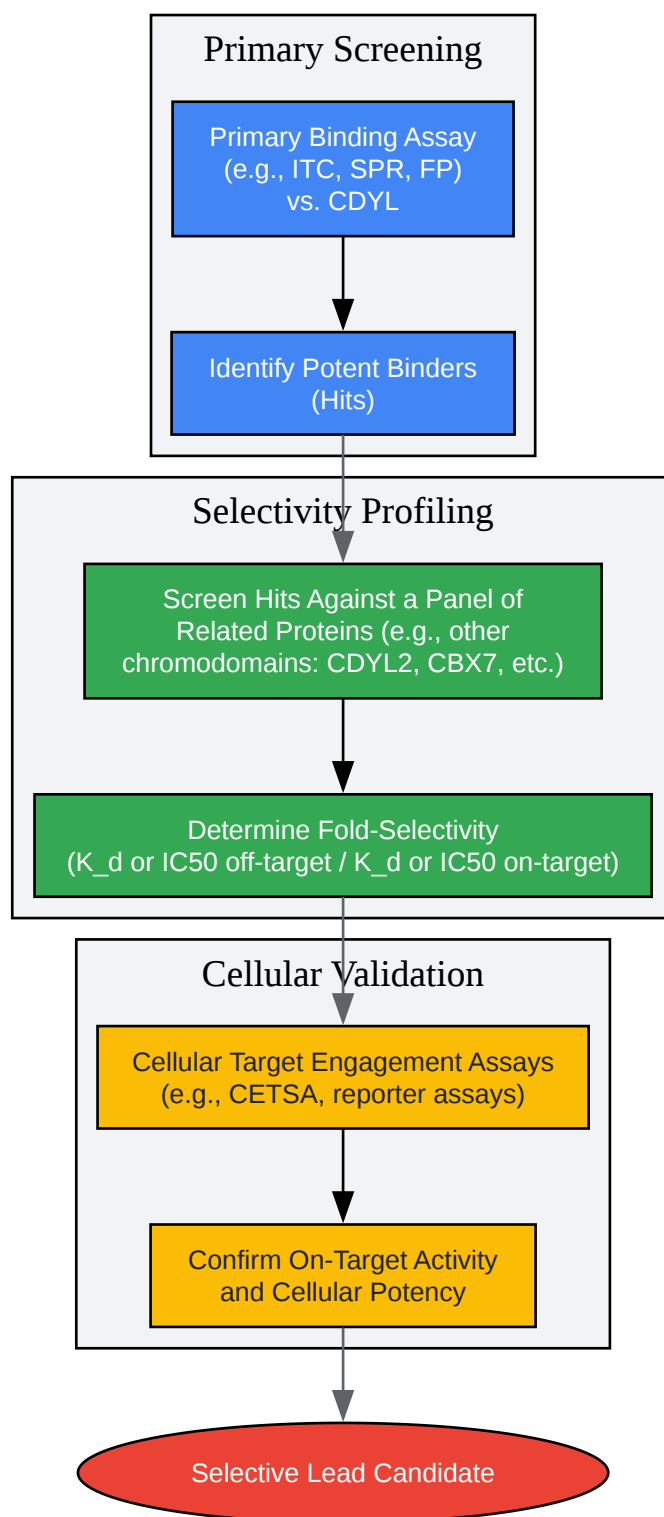 Primary Screening
Primary Binding Assay
(e.g., ITC, SPR, FP)
vs. CDYL
Identify Potent Binders
(Hits)
Selectivity Profiling
Screen Hits Against a Panel of
Related Proteins (e.g., other
chromodomains: CDYL2, CBX7, etc.)
Determine Fold-Selectivity
(K_d or IC50 off-target / K_d or IC50 on-target)
Cellular Validation
Cellular Target Engagement Assays
(e.g., CETSA, reporter assays)
Confirm On-Target Activity
and Cellular Potency
Selective Lead Candidate